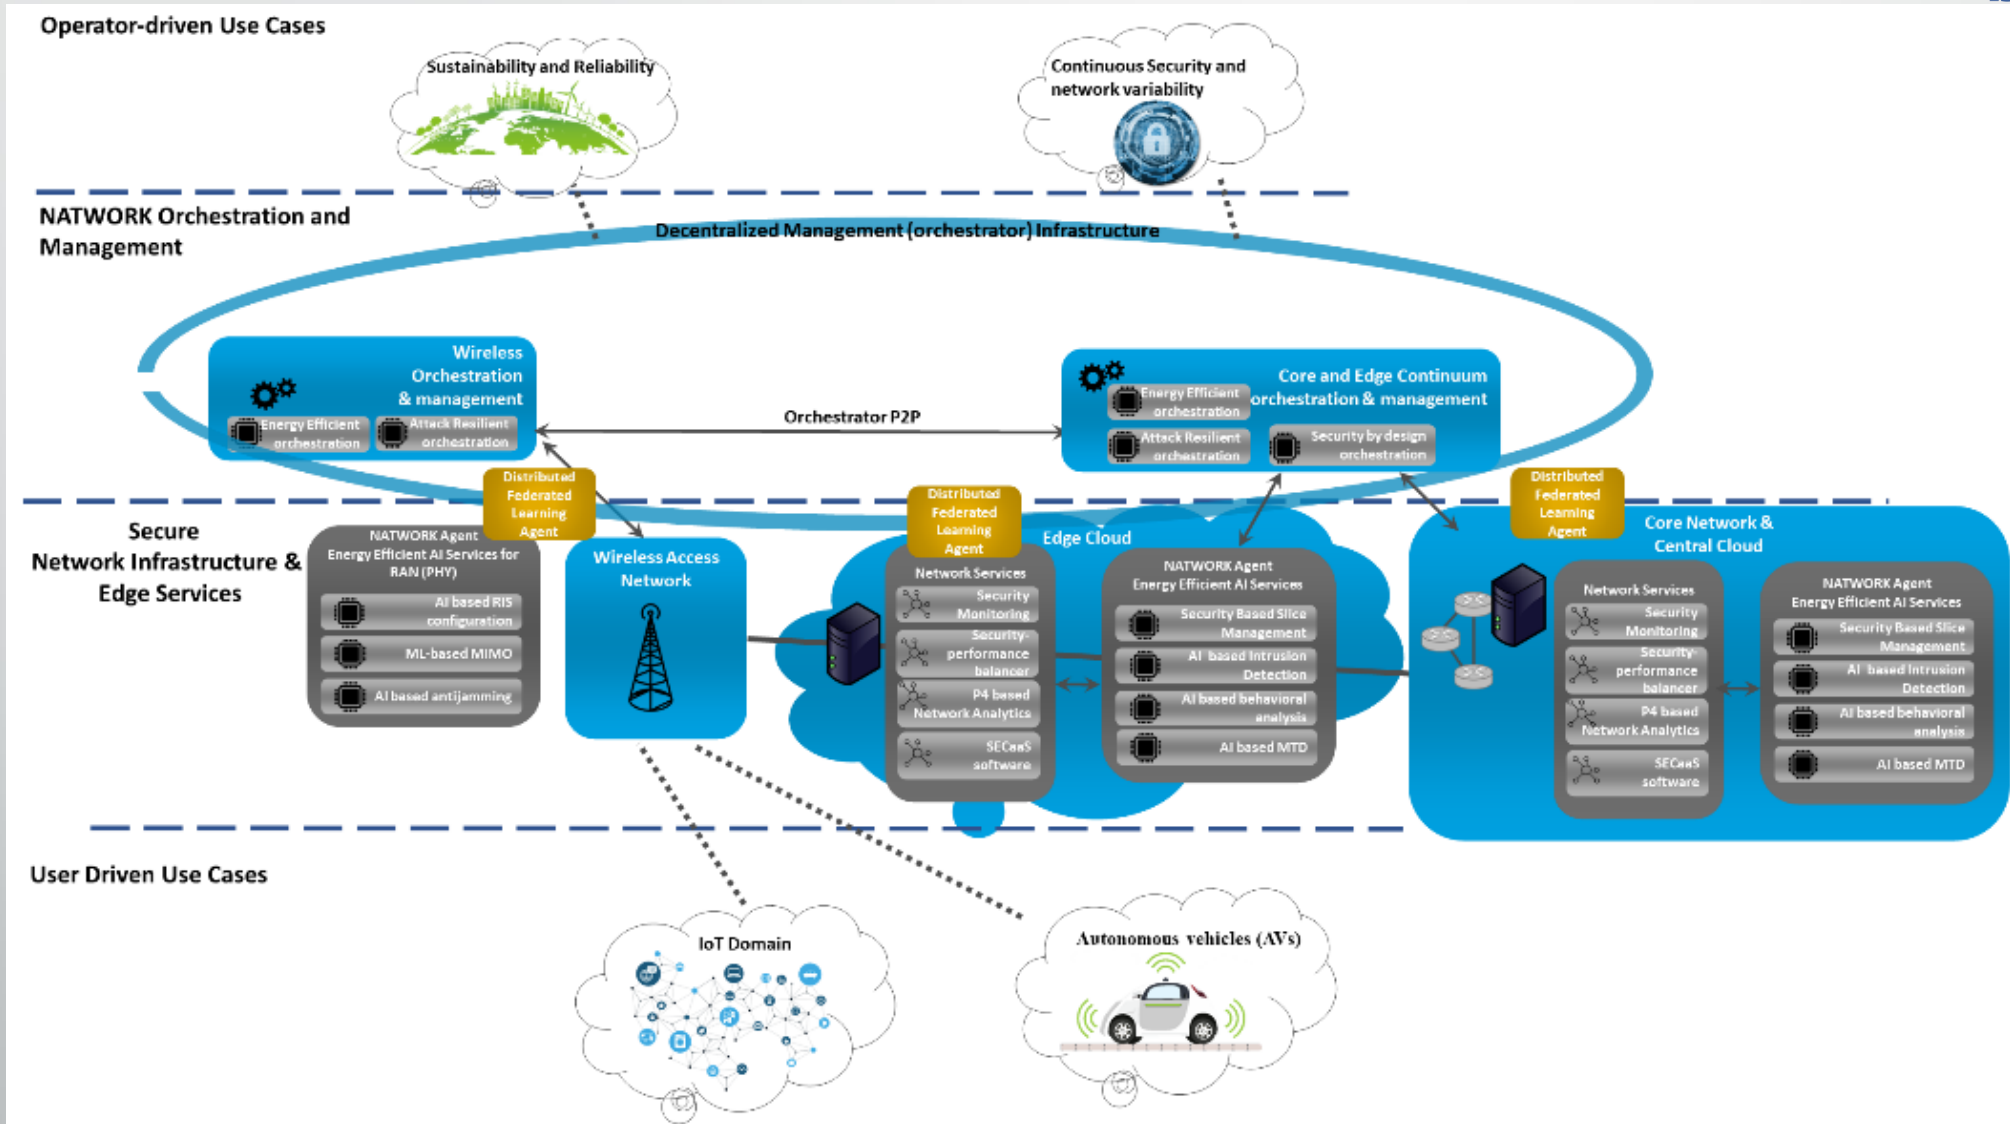 Operator-driven Use Cases
Sustainability and Reliability
Continuous Security and
network variability
NATWORK Orchestration and
Management
Decentralized Management (orchestrator) Infrastructure
Wireless
Orchestration
& management
Energy Efficient
orchestration
Attack Resilient
orchestration
Orchestrator P2P
Core and Edge Continuum
orchestration & management
Energy Efficient
orchestration
Attack Resilient
orchestration
Security by design
orchestration
Secure
Network Infrastructure &
Edge Services
Distributed
Federated
Learning
Agent
NATWORK Agent
Energy Efficient AI Services for
RAN (PHY)
AI based RIS
configuration
ML-based MIMO
AI based antijamming
Wireless Access
Network
Distributed
Federated
Learning
Agent
Edge Cloud
Network Services
Security
Monitoring
Security-
performance
balancer
P4 based
Network Analytics
SECaaS
software
NATWORK Agent
Energy Efficient AI Services
Security Based Slice
Management
AI based Intrusion
Detection
AI based behavioral
analysis
AI based MTD
Distributed
Federated
Learning
Agent
Core Network &
Central Cloud
Network Services
Security
Monitoring
Security-
performance
balancer
P4 based
Network Analytics
SECaaS
software
NATWORK Agent
Energy Efficient AI Services
Security Based Slice
Management
AI based Intrusion
Detection
AI based behavioral
analysis
AI based MTD
User Driven Use Cases
IoT Domain
Autonomous vehicles (AVs)